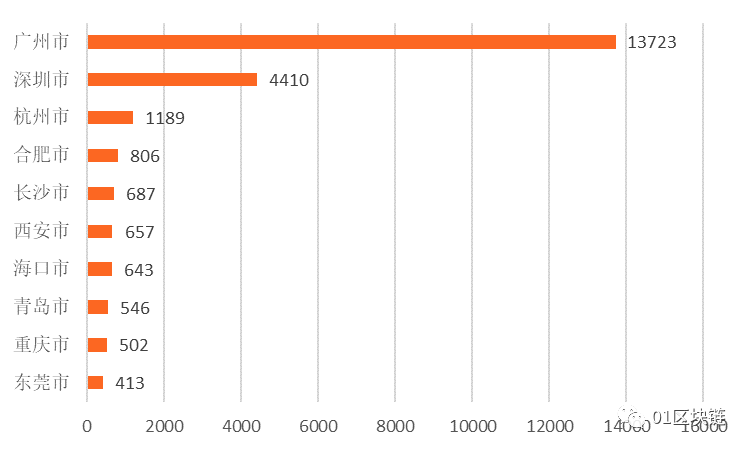 广州市 13723
深圳市 4410
杭州市 1189
合肥市 806
长沙市 687
西安市 657
海口市 643
青岛市 546
重庆市 502
东莞市 413
0 2000 4000 6000 8000 10000 12000 14000 16000
01区块链